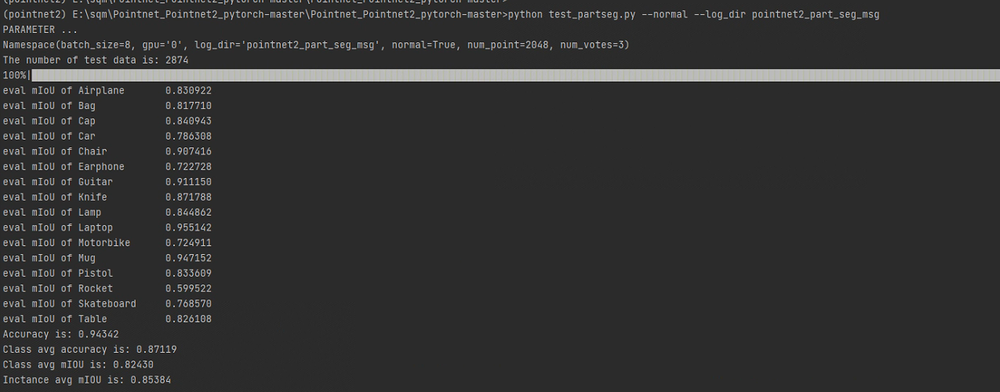 (pointnet2) E:\sqm\Pointnet_Pointnet2_pytorch-master\Pointnet_Pointnet2_pytorch-master>
(pointnet2) E:\sqm\Pointnet_Pointnet2_pytorch-master\Pointnet_Pointnet2_pytorch-master>python test_partseg.py --normal --log_dir pointnet2_part_seg_msg
PARAMETER ...
Namespace(batch_size=8, gpu='0', log_dir='pointnet2_part_seg_msg', normal=True, num_point=2048, num_votes=3)
The number of test data is: 2874
100%|
eval mIoU of Airplane 0.830922
eval mIoU of Bag 0.817710
eval mIoU of Cap 0.840943
eval mIoU of Car 0.786308
eval mIoU of Chair 0.907416
eval mIoU of Earphone 0.722728
eval mIoU of Guitar 0.911150
eval mIoU of Knife 0.871788
eval mIoU of Lamp 0.844862
eval mIoU of Laptop 0.955142
eval mIoU of Motorbike 0.724911
eval mIoU of Mug 0.947152
eval mIoU of Pistol 0.833609
eval mIoU of Rocket 0.599522
eval mIoU of Skateboard 0.768570
eval mIoU of Table 0.826108
Accuracy is: 0.94342
Class avg accuracy is: 0.87119
Class avg mIOU is: 0.82430
Inctance avg mIOU is: 0.85384